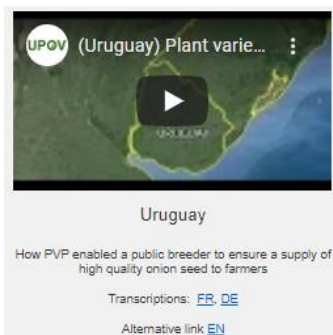 UPOV (Uruguay) Plant varie...
URUGUAY
Uruguay
How PVP enabled a public breeder to ensure a supply of
high quality onion seed to farmers
Transcriptions: FR, DE
Alternative link EN